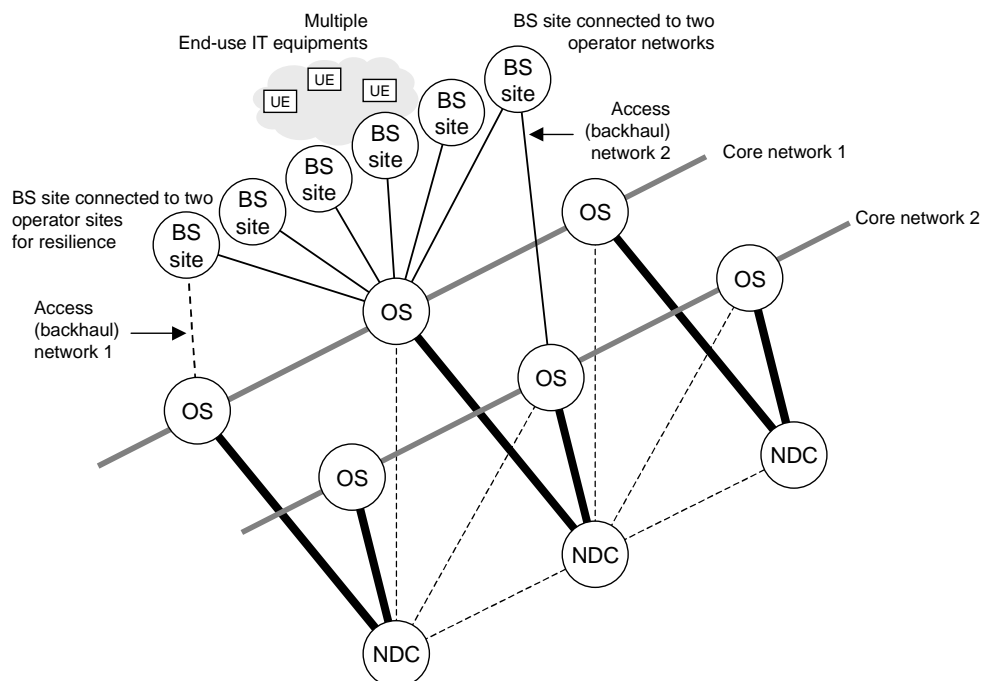 Multiple
End-use IT equipments
BS site connected to two
operator networks
UE
UE
UE
BS
site
BS
site
BS
site
BS
site
BS
site
BS
site
Access
(backhaul)
network 2
Core network 1
BS site connected to two
operator sites
for resilience
OS
Core network 2
OS
OS
Access
(backhaul)
network 1
OS
OS
OS
NDC
NDC
NDC